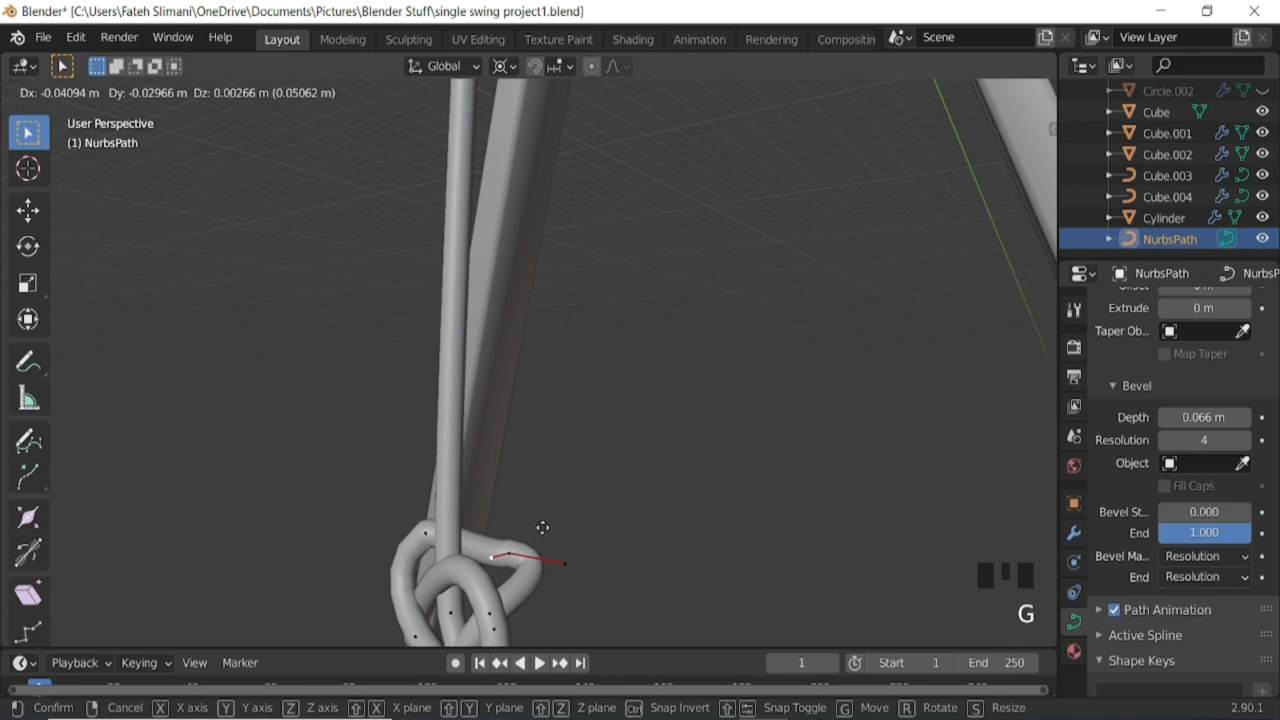 Blender* [C:\Users\Fateh Slimani\OneDrive\Documents\Pictures\Blender Stuff\single swing project1.blend]
File Edit Render Window Help Layout Modeling Sculpting UV Editing Texture Paint Shading Animation Rendering Compositin Scene View Layer
Global
Dx: -0.04094 m Dy: -0.02966 m Dz: 0.00266 m (0.05062 m)
User Perspective
(1) NurbsPath
Circle.002
Cube
Cube.001
Cube.002
Cube.003
Cube.004
Cylinder
NurbsPath
NurbsPath NurbsP
Offset 0 m
Extrude 0 m
Taper Ob...
Map Taper
Bevel
Depth 0.066 m
Resolution 4
Object
Fill Caps
Bevel St... 0.000
End 1.000
Bevel Ma... Resolution
End Resolution
Path Animation
Active Spline
Shape Keys
G
Playback Keying View Marker 1 Start 1 End 250
Confirm Cancel X X axis Y Y axis Z Z axis X X plane Y Y plane Z Z plane Ctrl Snap Invert Snap Toggle G Move R Rotate S Resize 2.90.1